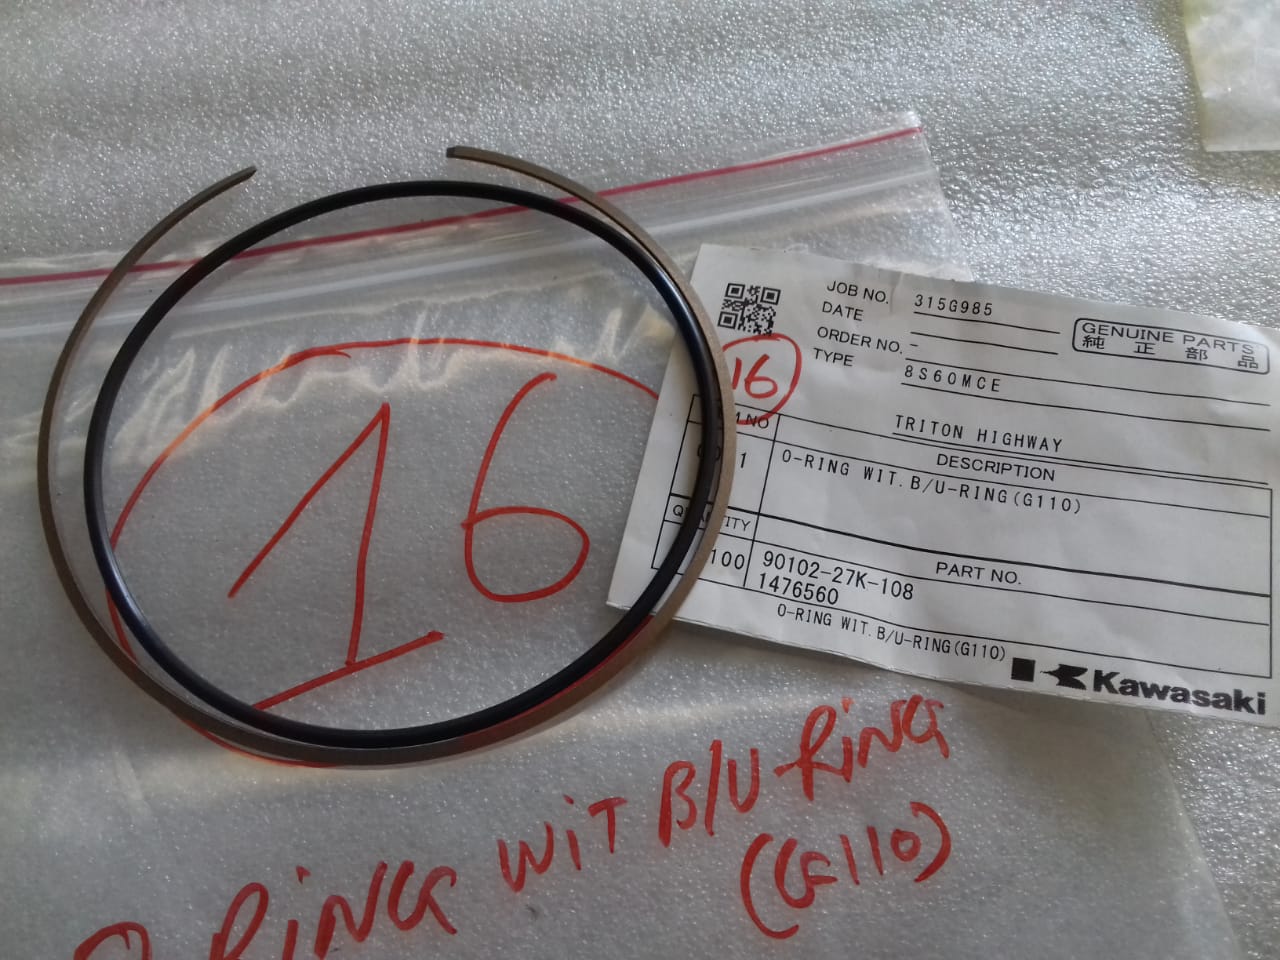 JOB NO. 315G985
DATE
ORDER NO. -
TYPE 8S60MCE
GENUINE PARTS
純正部品
16
TRITON HIGHWAY
NO DESCRIPTION
1 O-RING WIT. B/U-RING(G110)
PART NO.
100 90102-27K-108
1476560
O-RING WIT. B/U-RING(G110)
Kawasaki
16
O RiNG WiT B/U-RiNG
(G110)